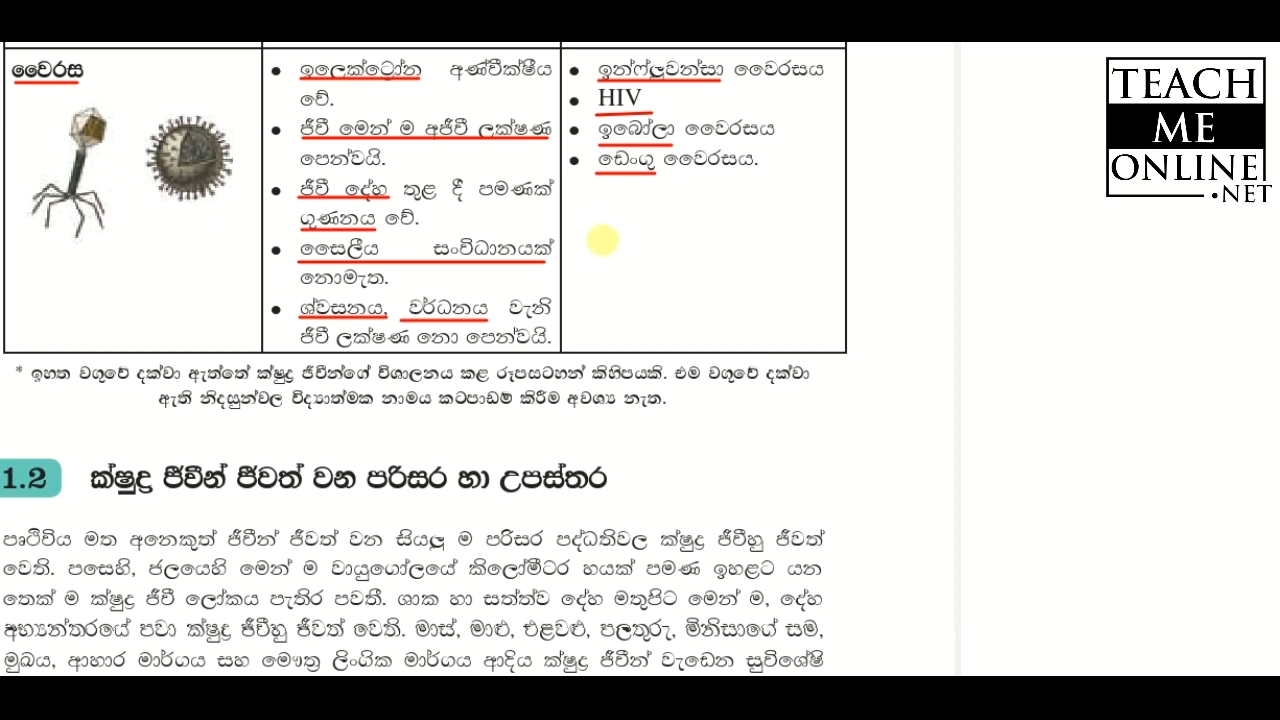 වෛරස
• ඉලෙක්ට්‍රෝන අණ්වීක්ෂීය
වේ.
• ජීවී මෙන් ම අජීවී ලක්ෂණ
පෙන්වයි.
• ජීවී දේහ තුළ දී පමණක්
ගුණනය වේ.
• සෛලීය සංවිධානයක්
නොමැත.
• ශ්වසනය, වර්ධනය වැනි
ජීවී ලක්ෂණ නො පෙන්වයි.
• ඉන්ෆ්ලුවන්සා වෛරසය
• HIV
• ඉබෝලා වෛරසය
• ඩෙංගු වෛරසය.
* ඉහත වගුවේ දක්වා ඇත්තේ ක්ෂුද්‍ර ජීවීන්ගේ විශාලනය කළ රූපසටහන් කිහිපයකි. එම වගුවේ දක්වා
ඇති නිදසුන්වල විද්‍යාත්මක නාමය කටපාඩම් කිරීම අවශ්‍ය නැත.
1.2 ක්ෂුද්‍ර ජීවීන් ජීවත් වන පරිසර හා උපස්තර
පෘථිවිය මත අනෙකුත් ජීවීන් ජීවත් වන සියලු ම පරිසර පද්ධතිවල ක්ෂුද්‍ර ජීවීහු ජීවත්
වෙති. පසෙහි, ජලයෙහි මෙන් ම වායුගෝලයේ කිලෝමීටර හයක් පමණ ඉහළට යන
තෙක් ම ක්ෂුද්‍ර ජීවී ලෝකය පැතිර පවතී. ශාක හා සත්ත්ව දේහ මතුපිට මෙන් ම, දේහ
අභ්‍යන්තරයේ පවා ක්ෂුද්‍ර ජීවීහු ජීවත් වෙති. මාස්, මාළු, එළවළු, පලතුරු, මිනිසාගේ සම,
මුඛය, ආහාර මාර්ගය සහ මෞත්‍ර ලිංගික මාර්ගය ආදිය ක්ෂුද්‍ර ජීවීන් වැඩෙන සුවිශේෂි
TEACH
ME
ONLINE
.NET